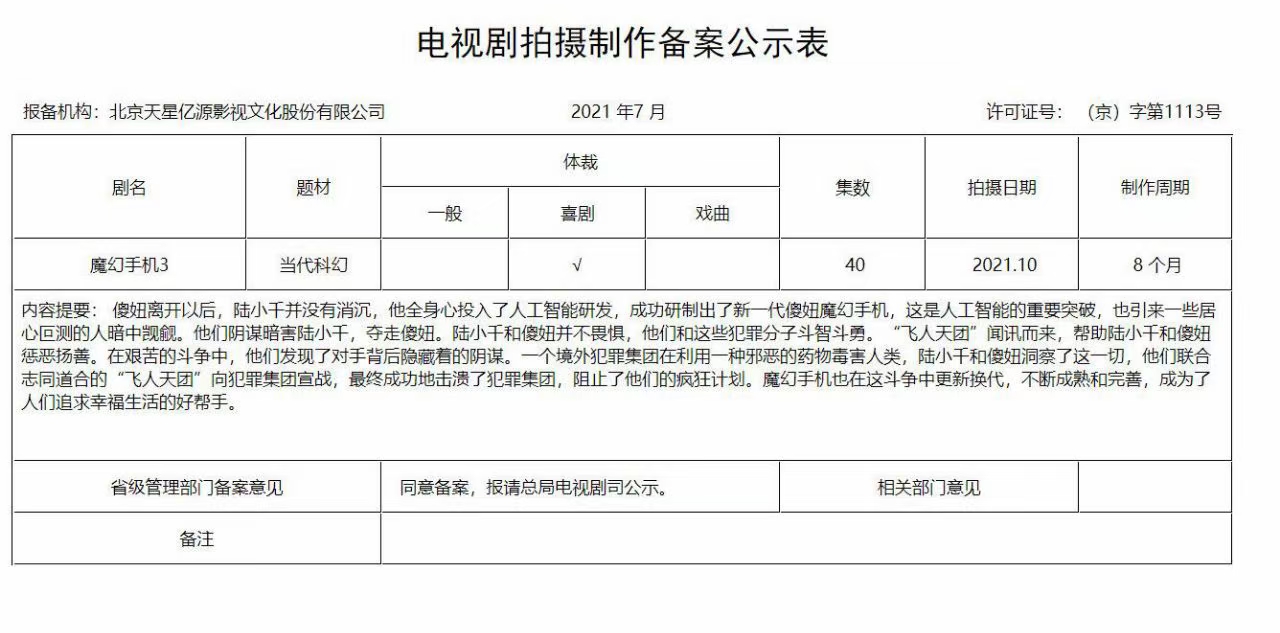 电视剧拍摄制作备案公示表
报备机构：北京天星亿源影视文化股份有限公司 2021 年7 月 许可证号： （京）字第1113号
剧名 题材 体裁 集数 拍摄日期 制作周期
一般 喜剧 戏曲
魔幻手机3 当代科幻 √ 40 2021.10 8 个月
内容提要： 傻妞离开以后，陆小千并没有消沉，他全身心投入了人工智能研发，成功研制出了新一代傻妞魔幻手机，这是人工智能的重要突破，也引来一些居
心叵测的人暗中觊觎。他们阴谋暗害陆小千，夺走傻妞。陆小千和傻妞并不畏惧，他们和这些犯罪分子斗智斗勇。“飞人天团”闻讯而来，帮助陆小千和傻妞
惩恶扬善。在艰苦的斗争中，他们发现了对手背后隐藏着的阴谋。一个境外犯罪集团在利用一种邪恶的药物毒害人类，陆小千和傻妞洞察了这一切，他们联合
志同道合的“飞人天团”向犯罪集团宣战，最终成功地击溃了犯罪集团，阻止了他们的疯狂计划。魔幻手机也在这斗争中更新换代，不断成熟和完善，成为了
人们追求幸福生活的好帮手。
省级管理部门备案意见 同意备案，报请总局电视剧司公示。 相关部门意见
备注